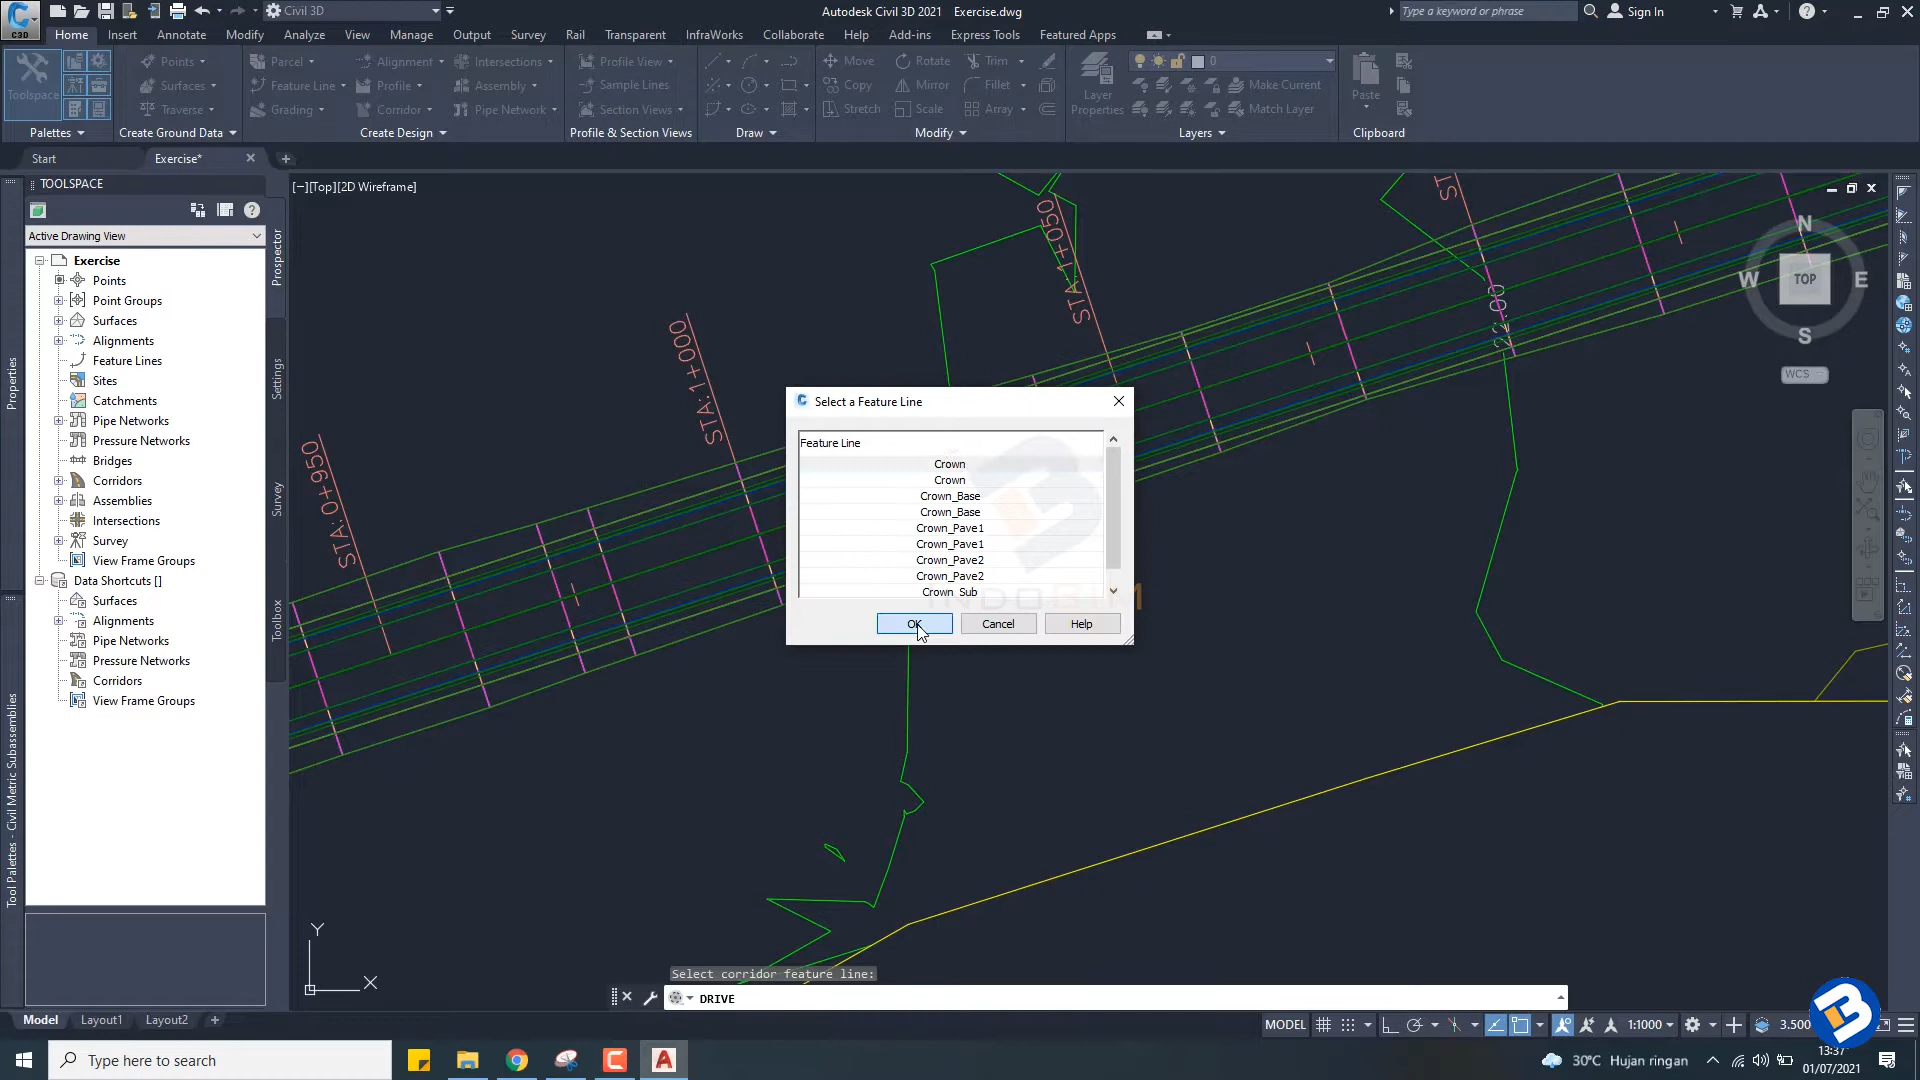 C3D
Civil 3D
Autodesk Civil 3D 2021 Exercise.dwg
Type a keyword or phrase
Sign In
Home Insert Annotate Modify Analyze View Manage Output Survey Rail Transparent InfraWorks Collaborate Help Add-ins Express Tools Featured Apps
Toolspace
Points
Surfaces
Traverse
Parcel
Feature Line
Grading
Alignment
Profile
Corridor
Intersections
Assembly
Pipe Network
Profile View
Sample Lines
Section Views
Move
Copy
Stretch
Rotate
Mirror
Scale
Trim
Fillet
Array
Layer
Properties
0
Make Current
Match Layer
Paste
Palettes
Create Ground Data
Create Design
Profile & Section Views
Draw
Modify
Layers
Clipboard
Start
Exercise*
TOOLSPACE
Active Drawing View
Exercise
Points
Point Groups
Surfaces
Alignments
Feature Lines
Sites
Catchments
Pipe Networks
Pressure Networks
Bridges
Corridors
Assemblies
Intersections
Survey
View Frame Groups
Data Shortcuts []
Surfaces
Alignments
Pipe Networks
Pressure Networks
Corridors
View Frame Groups
Properties
Tool Palettes - Civil Metric Subassemblies
Prospector
Settings
Survey
Toolbox
[−][Top][2D Wireframe]
STA: 0+950
STA: 1+000
STA: 1+050
ST
22.00
N
W
TOP
E
S
WCS
Select a Feature Line
Feature Line
Crown
Crown
Crown_Base
Crown_Base
Crown_Pave1
Crown_Pave1
Crown_Pave2
Crown_Pave2
Crown_Sub
OK
Cancel
Help
INDOBIM
Y
X
Select corridor feature line:
DRIVE
Model Layout1 Layout2
MODEL
1:1000
3.500
Type here to search
30°C Hujan ringan
13:37
01/07/2021